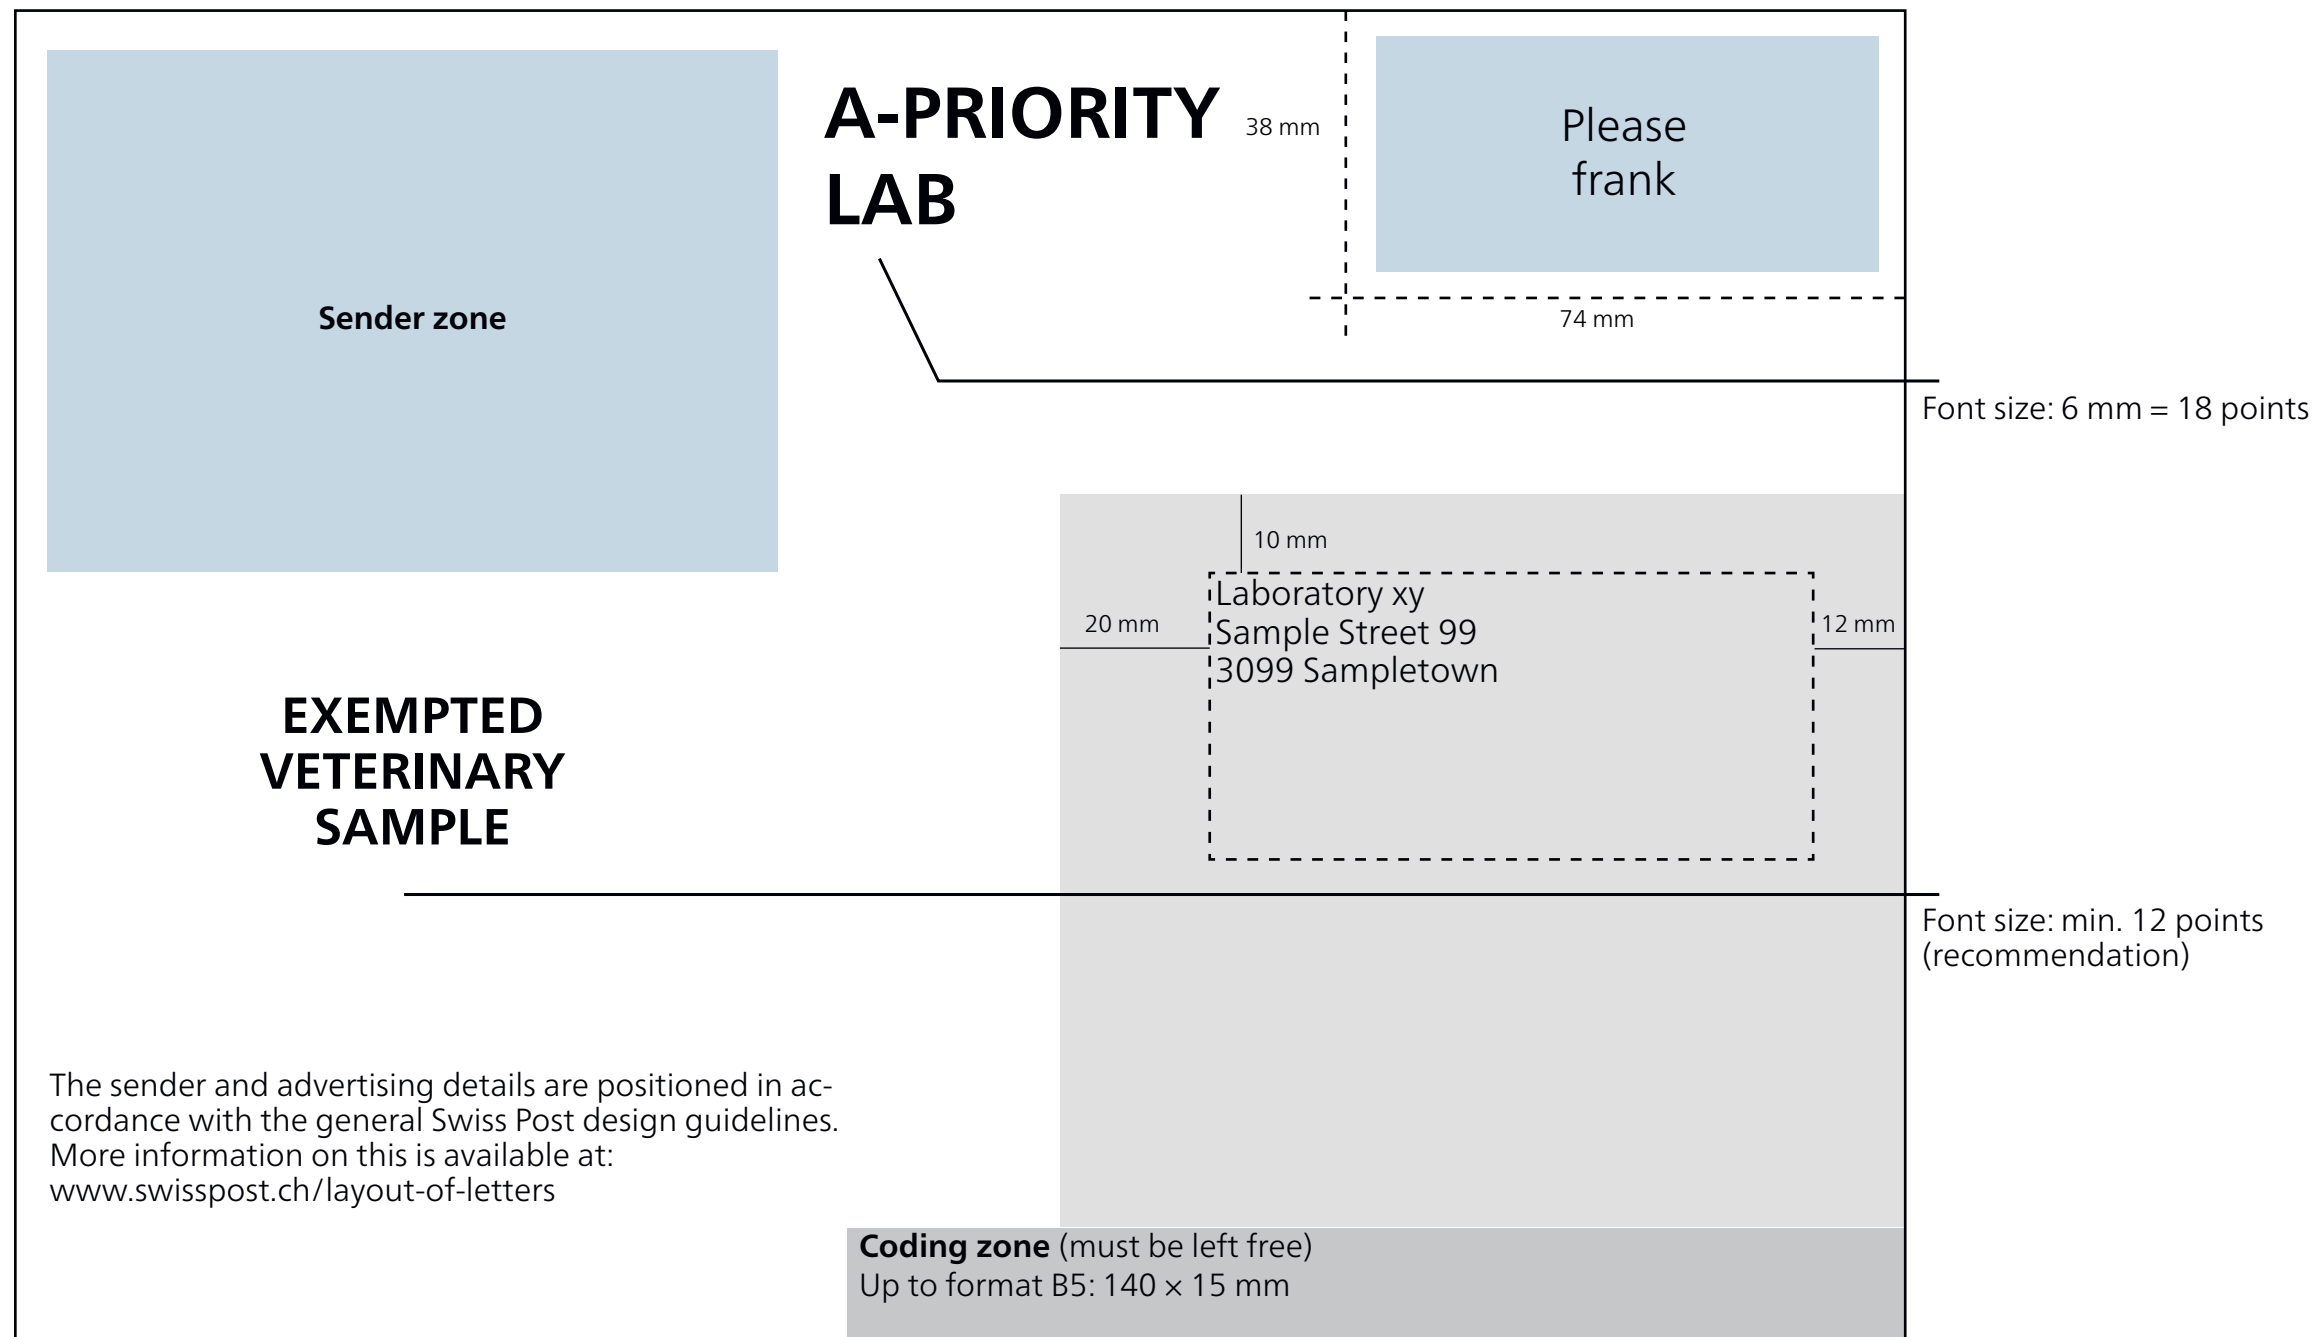 A-PRIORITY
LAB
38 mm
Please
frank
74 mm
Sender zone
Font size: 6 mm = 18 points
10 mm
Laboratory xy
Sample Street 99
3099 Sampletown
20 mm
12 mm
EXEMPTED
VETERINARY
SAMPLE
Font size: min. 12 points
(recommendation)
The sender and advertising details are positioned in ac-
cordance with the general Swiss Post design guidelines.
More information on this is available at:
www.swisspost.ch/layout-of-letters
Coding zone (must be left free)
Up to format B5: 140 × 15 mm